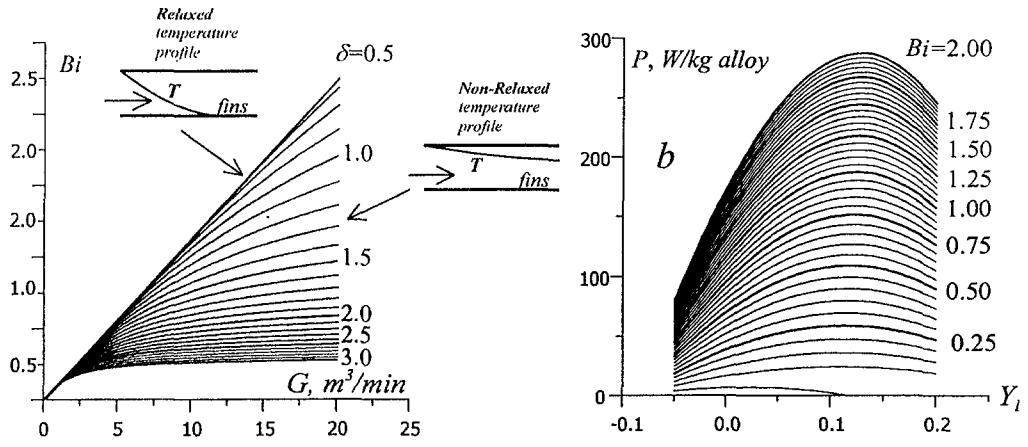 Relaxed
temperature
profile
Bi
δ=0.5
T
fins
Non-Relaxed
temperature
profile
T
fins
2.5
2.0
2.0
1.0
0.5
1.0
1.5
2.0
2.5
3.0
G, m³/min
0 5 10 15 20 25
300
200
100
0
P, W/kg alloy
Bi=2.00
b
1.75
1.50
1.25
1.00
0.75
0.50
0.25
Y₁
-0.1 0.0 0.1 0.2